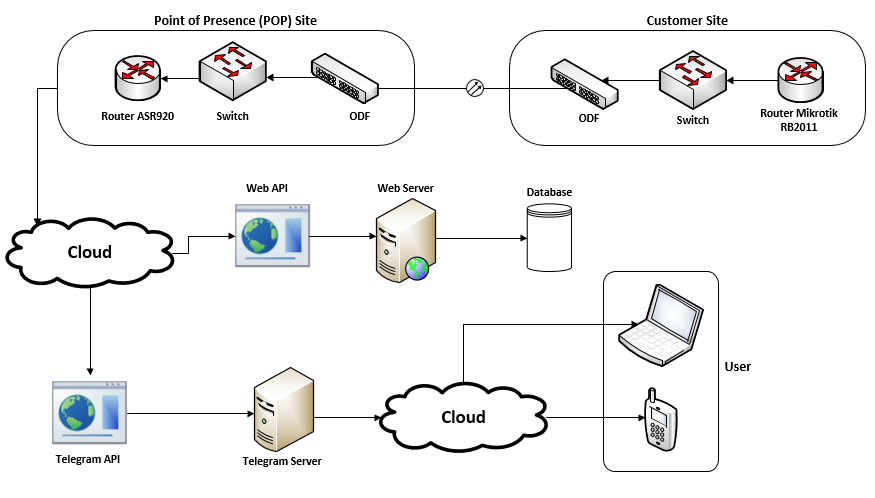 Point of Presence (POP) Site
Customer Site
Router ASR920
Switch
ODF
ODF
Switch
Router Mikrotik
RB2011
Web API
Web Server
Database
Cloud
User
Cloud
Telegram API
Telegram Server